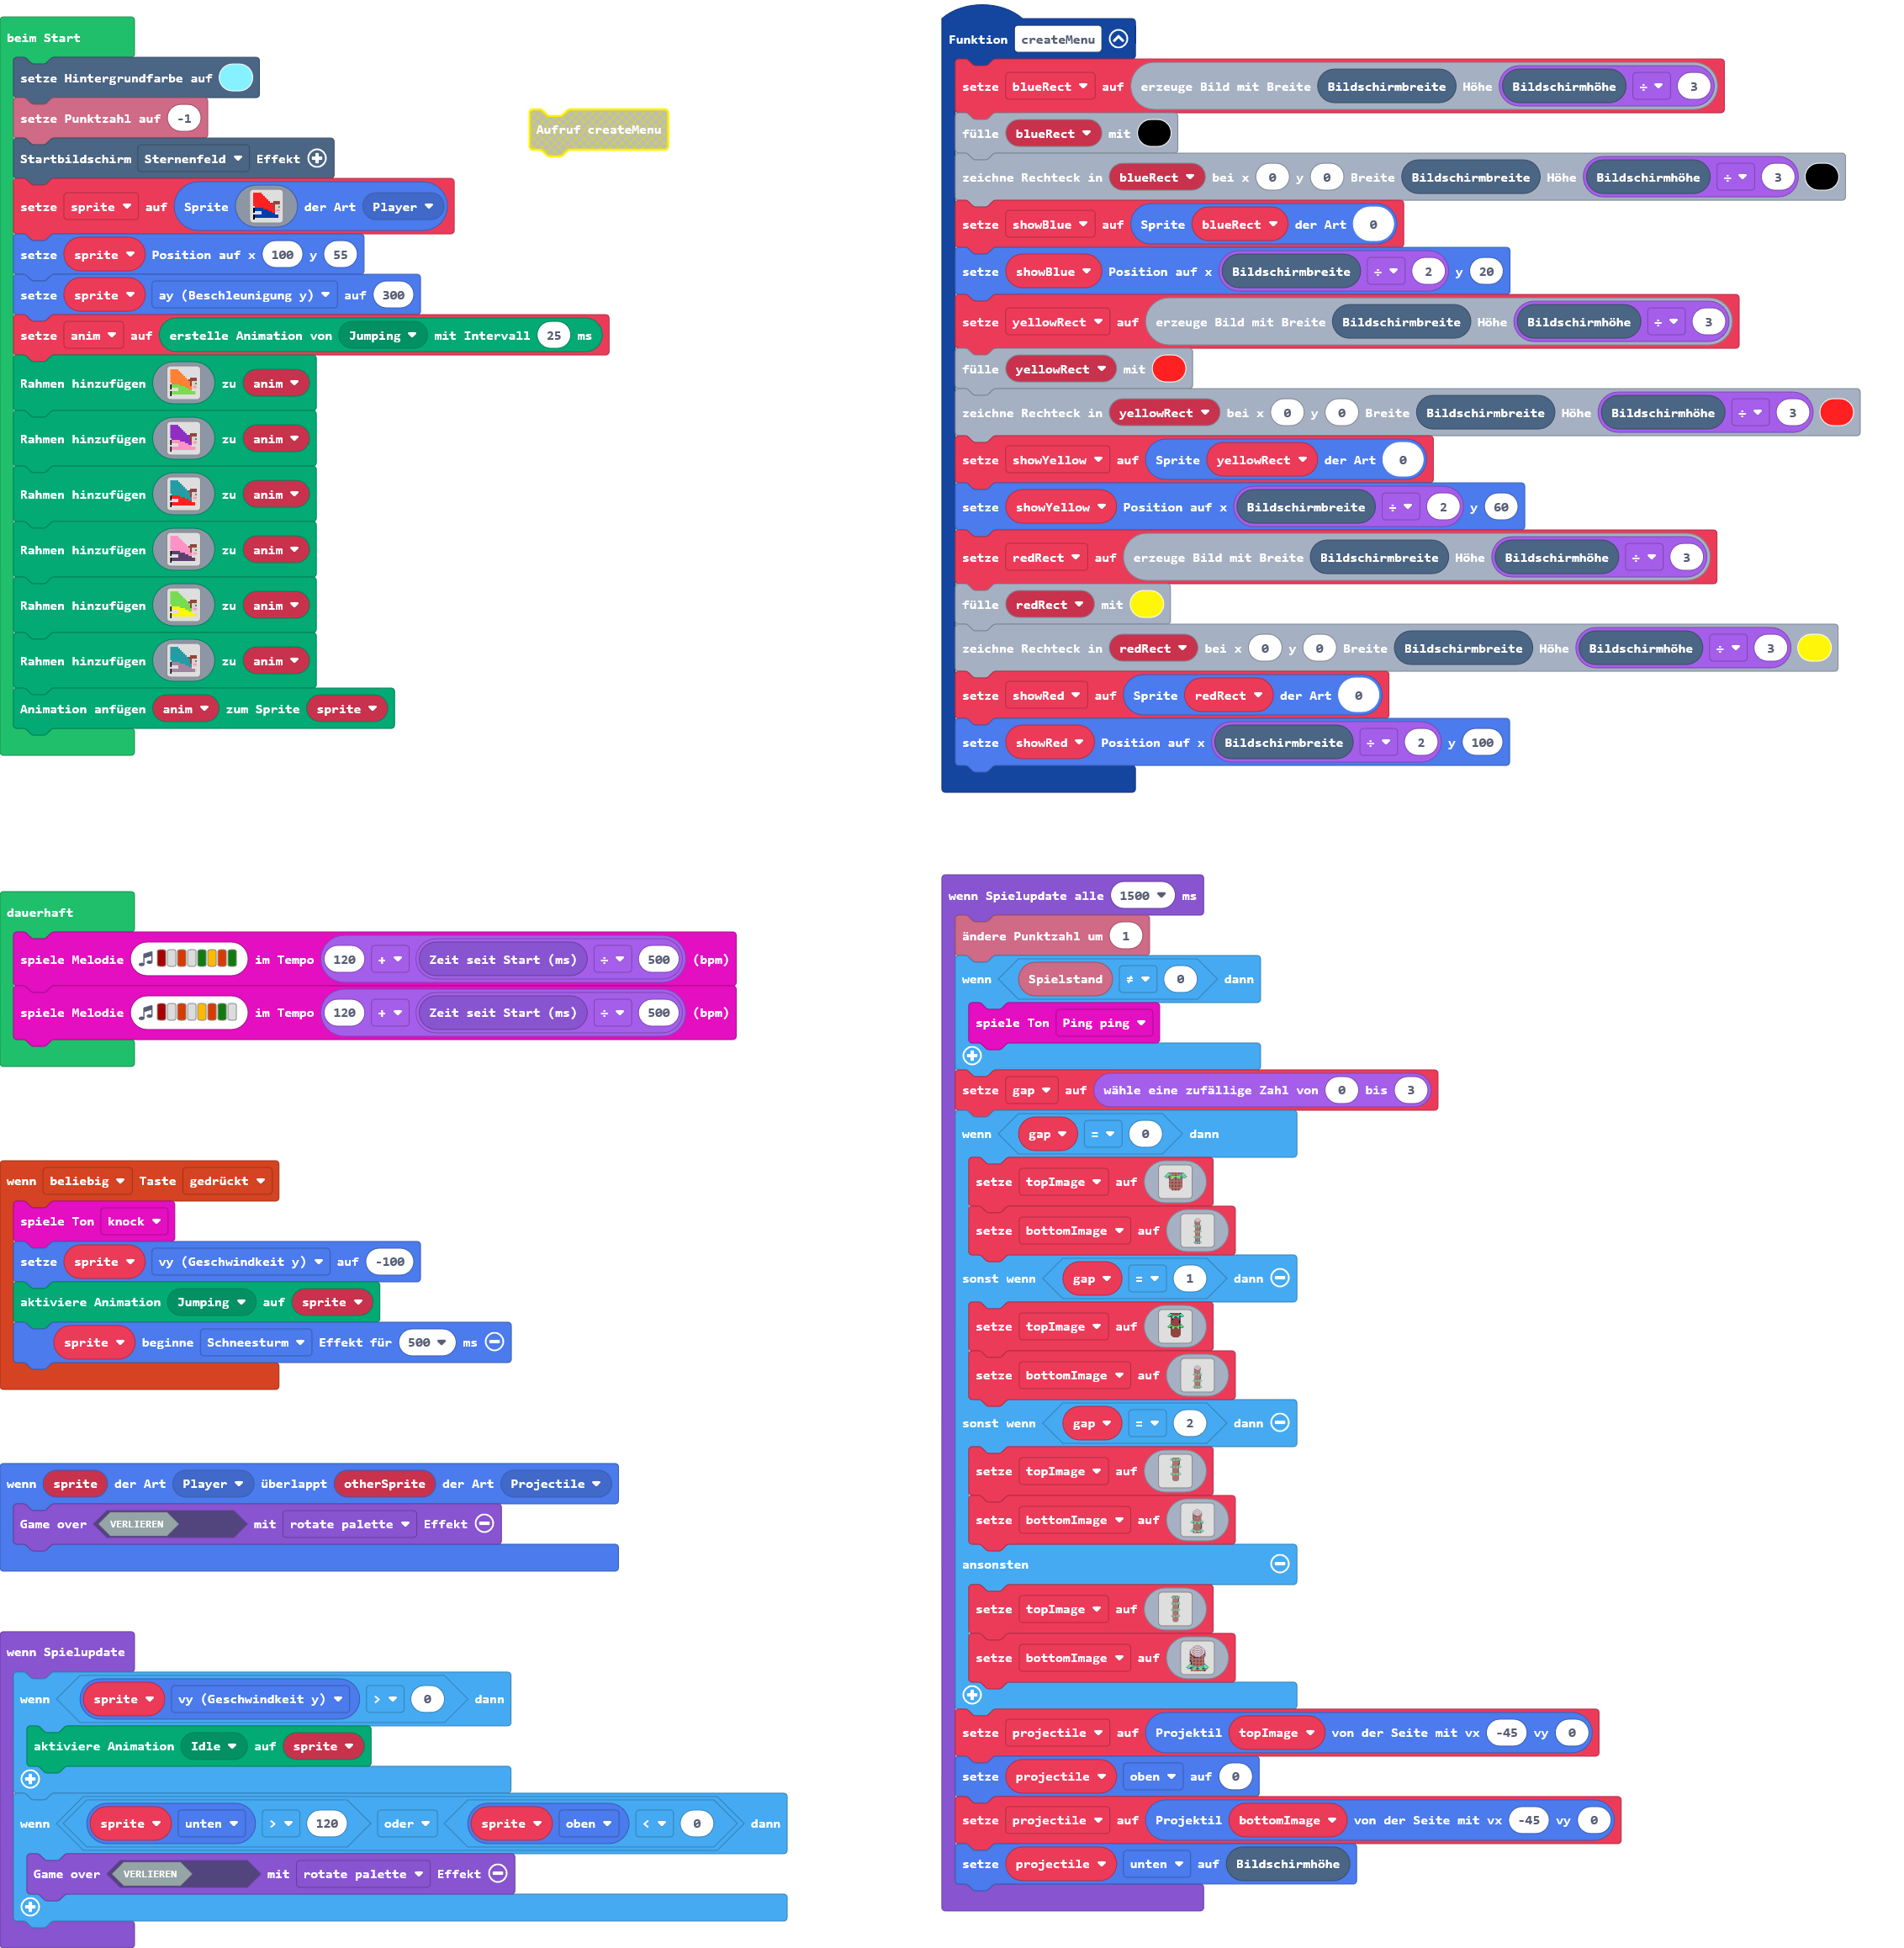 beim Start
setze Hintergrundfarbe auf
setze Punktzahl auf -1
Startbildschirm Sternenfeld Effekt
setze sprite auf Sprite der Art Player
setze sprite Position auf x 100 y 55
setze sprite ay (Beschleunigung y) auf 300
setze anim auf erstelle Animation von Jumping mit Intervall 25 ms
Rahmen hinzufügen zu anim
Rahmen hinzufügen zu anim
Rahmen hinzufügen zu anim
Rahmen hinzufügen zu anim
Rahmen hinzufügen zu anim
Rahmen hinzufügen zu anim
Animation anfügen anim zum Sprite sprite
Aufruf createMenu
dauerhaft
spiele Melodie im Tempo 120 + Zeit seit Start (ms) ÷ 500 (bpm)
spiele Melodie im Tempo 120 + Zeit seit Start (ms) ÷ 500 (bpm)
wenn beliebig Taste gedrückt
spiele Ton knock
setze sprite vy (Geschwindkeit y) auf -100
aktiviere Animation Jumping auf sprite
sprite beginne Schneesturm Effekt für 500 ms
wenn sprite der Art Player überlappt otherSprite der Art Projectile
Game over VERLIEREN mit rotate palette Effekt
wenn Spielupdate
wenn sprite vy (Geschwindkeit y) > 0 dann
aktiviere Animation Idle auf sprite
wenn sprite unten > 120 oder sprite oben < 0 dann
Game over VERLIEREN mit rotate palette Effekt
Funktion createMenu
setze blueRect auf erzeuge Bild mit Breite Bildschirmbreite Höhe Bildschirmhöhe ÷ 3
fülle blueRect mit
zeichne Rechteck in blueRect bei x 0 y 0 Breite Bildschirmbreite Höhe Bildschirmhöhe ÷ 3
setze showBlue auf Sprite blueRect der Art 0
setze showBlue Position auf x Bildschirmbreite ÷ 2 y 20
setze yellowRect auf erzeuge Bild mit Breite Bildschirmbreite Höhe Bildschirmhöhe ÷ 3
fülle yellowRect mit
zeichne Rechteck in yellowRect bei x 0 y 0 Breite Bildschirmbreite Höhe Bildschirmhöhe ÷ 3
setze showYellow auf Sprite yellowRect der Art 0
setze showYellow Position auf x Bildschirmbreite ÷ 2 y 60
setze redRect auf erzeuge Bild mit Breite Bildschirmbreite Höhe Bildschirmhöhe ÷ 3
fülle redRect mit
zeichne Rechteck in redRect bei x 0 y 0 Breite Bildschirmbreite Höhe Bildschirmhöhe ÷ 3
setze showRed auf Sprite redRect der Art 0
setze showRed Position auf x Bildschirmbreite ÷ 2 y 100
wenn Spielupdate alle 1500 ms
ändere Punktzahl um 1
wenn Spielstand ≠ 0 dann
spiele Ton Ping ping
setze gap auf wähle eine zufällige Zahl von 0 bis 3
wenn gap = 0 dann
setze topImage auf
setze bottomImage auf
sonst wenn gap = 1 dann
setze topImage auf
setze bottomImage auf
sonst wenn gap = 2 dann
setze topImage auf
setze bottomImage auf
ansonsten
setze topImage auf
setze bottomImage auf
setze projectile auf Projektil topImage von der Seite mit vx -45 vy 0
setze projectile oben auf 0
setze projectile auf Projektil bottomImage von der Seite mit vx -45 vy 0
setze projectile unten auf Bildschirmhöhe